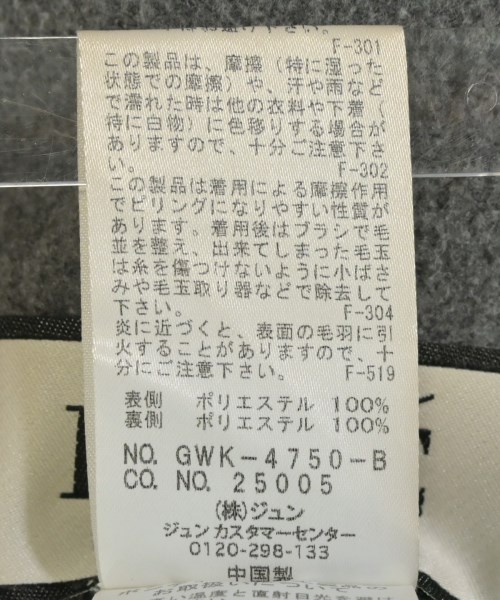 下さい。
F-301
この製品は、摩擦（特に湿った
状態での摩擦）や、汗や雨など
で濡れた時は他の衣料や下着（
特に白物）に色移りする場合が
ありますので、十分ご注意下さ
い。 F-302
この製品は着用による摩擦作用
でピリングになりやすい性質が
あります。着用後はブラシで毛
並を整え、出来てしまった毛玉
は糸を傷つけないように小ばさ
みや毛玉取り器などで除去して
下さい。 F-304
炎に近づくと、表面の毛羽に引
火することがありますので、十
分にご注意下さい。 F-519
表側 ポリエステル 100%
裏側 ポリエステル 100%
NO. GWK-4750-B
CO. NO. 25005
(株)ジュン
ジュン カスタマーセンター
0120-298-133
中国製